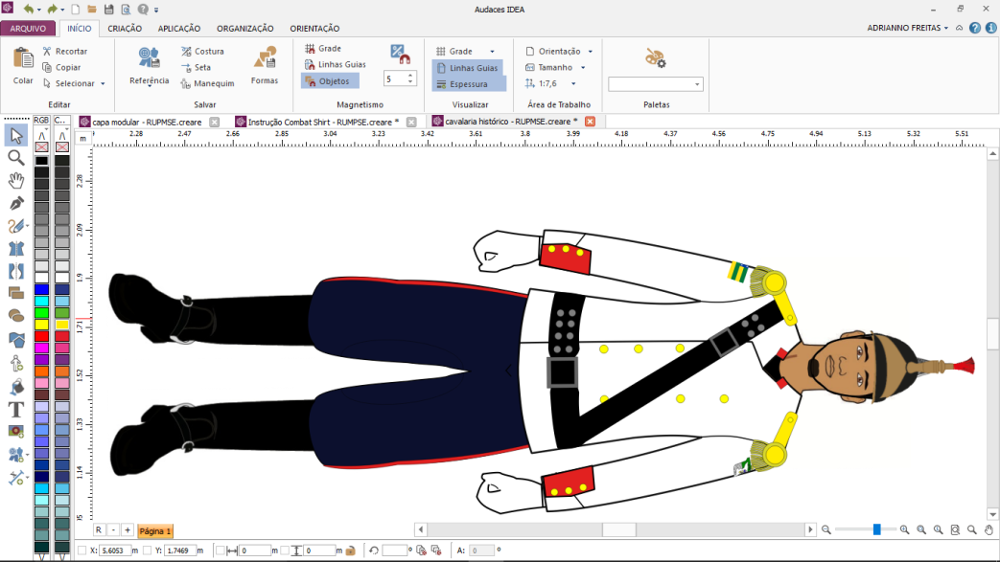 Audaces IDEA
ARQUIVO INÍCIO CRIAÇÃO APLICAÇÃO ORGANIZAÇÃO ORIENTAÇÃO ADRIANNO FREITAS
Colar
Recortar
Copiar
Selecionar
Editar
Referência
Costura
Seta
Manequim
Formas
Salvar
Grade
Linhas Guias
Objetos
5
Magnetismo
Grade
Linhas Guias
Espessura
Visualizar
Orientação
Tamanho
1:7,6
Área de Trabalho
Paletas
RGB C...
capa modular - RUPMSE.creare
Instrução Combat Shirt - RUMPSE.creare *
cavalaria histórico - RUPMSE.creare *
m
2.28 2.47 2.66 2.85 3.04 3.23 3.42 3.61 3.8 3.99 4.18 4.37 4.56 4.75 4.94 5.13 5.32 5.51
2.28
2.09
1.9
1.71
1.52
1.33
1.14
T
R - + Página 1
X: 5.6053 m Y: 1.7469 m 0 m 0 m ° A: 0 °